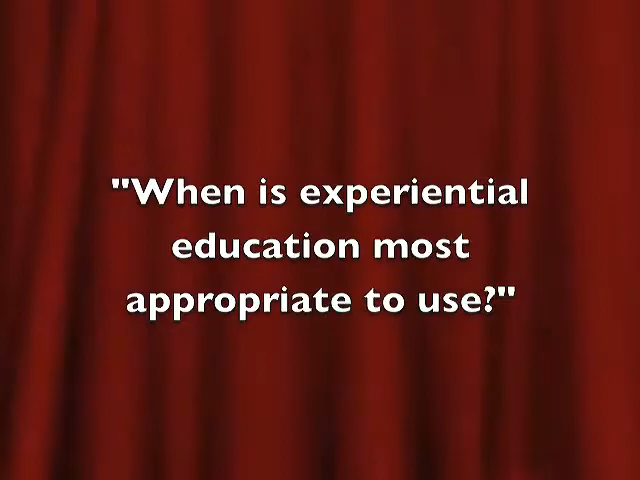 "When is experiential
education most
appropriate to use?"